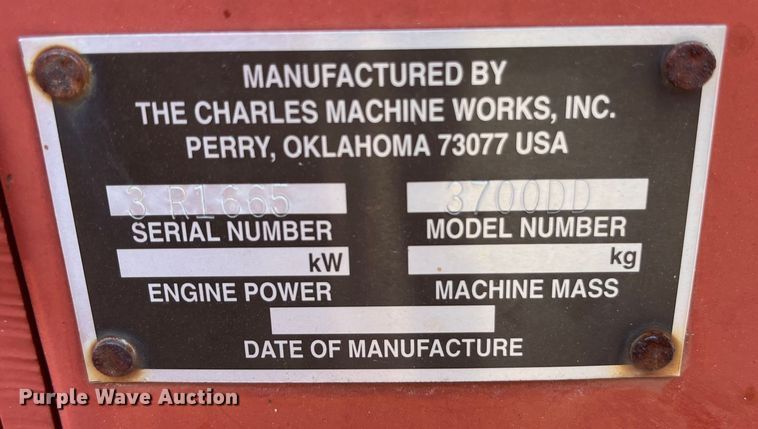 MANUFACTURED BY
THE CHARLES MACHINE WORKS, INC.
PERRY, OKLAHOMA 73077 USA
3 R1665 3700DD
SERIAL NUMBER MODEL NUMBER
kW kg
ENGINE POWER MACHINE MASS
DATE OF MANUFACTURE
Purple Wave Auction